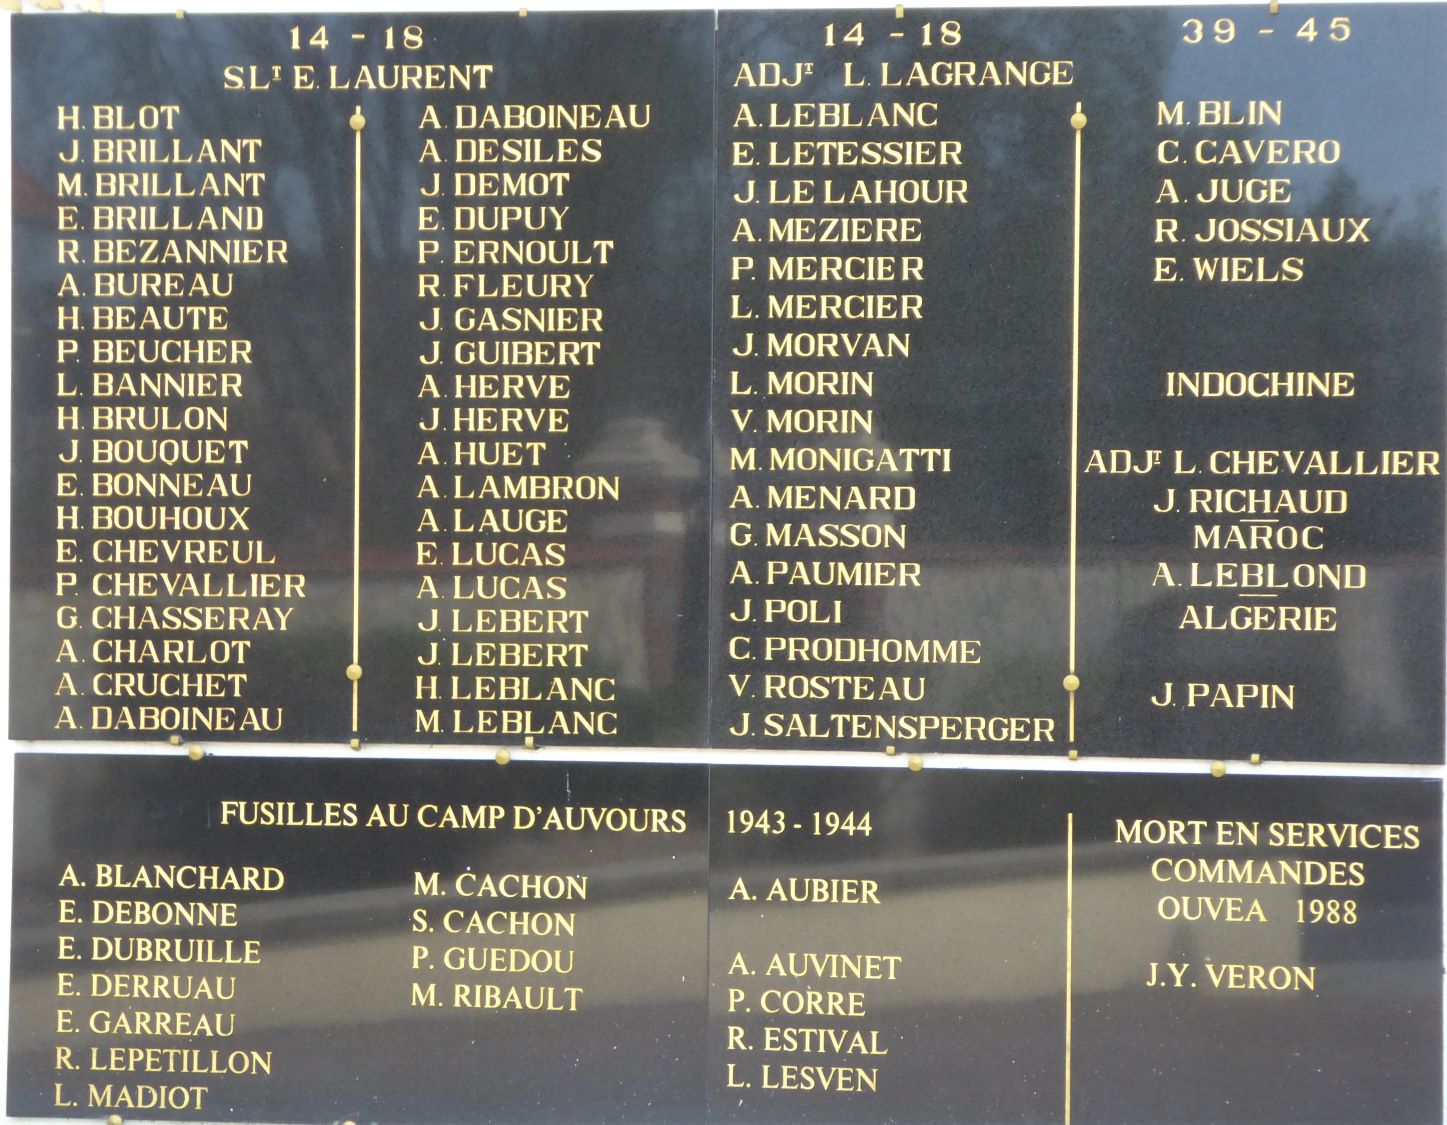 14 - 18
S.LT E. LAURENT
H. BLOT
J. BRILLANT
M. BRILLANT
E. BRILLAND
R. BEZANNIER
A. BUREAU
H. BEAUTE
P. BEUCHER
L. BANNIER
H. BRULON
J. BOUQUET
E. BONNEAU
H. BOUHOUX
E. CHEVREUL
P. CHEVALLIER
G. CHASSERAY
A. CHARLOT
A. CRUCHET
A. DABOINEAU
A. DABOINEAU
A. DESILES
J. DEMOT
E. DUPUY
P. ERNOULT
R. FLEURY
J. GASNIER
J. GUIBERT
A. HERVE
J. HERVE
A. HUET
A. LAMBRON
A. LAUGE
E. LUCAS
A. LUCAS
J. LEBERT
J. LEBERT
H. LEBLANC
M. LEBLANC
14 - 18
ADJT L. LAGRANGE
A. LEBLANC
E. LETESSIER
J. LE LAHOUR
A. MEZIERE
P. MERCIER
L. MERCIER
J. MORVAN
L. MORIN
V. MORIN
M. MONIGATTI
A. MENARD
G. MASSON
A. PAUMIER
J. POLI
C. PRODHOMME
V. ROSTEAU
J. SALTENSPERGER
39 - 45
M. BLIN
C. CAVERO
A. JUGE
R. JOSSIAUX
E. WIELS
INDOCHINE
ADJT L. CHEVALLIER
J. RICHAUD
MAROC
A. LEBLOND
ALGERIE
J. PAPIN
FUSILLES AU CAMP D'AUVOURS 1943 - 1944
A. BLANCHARD
E. DEBONNE
E. DUBRUILLE
E. DERRUAU
E. GARREAU
R. LEPETILLON
L. MADIOT
M. CACHON
S. CACHON
P. GUEDOU
M. RIBAULT
A. AUBIER
A. AUVINET
P. CORRE
R. ESTIVAL
L. LESVEN
MORT EN SERVICES
COMMANDES
OUVEA 1988
J.Y. VERON